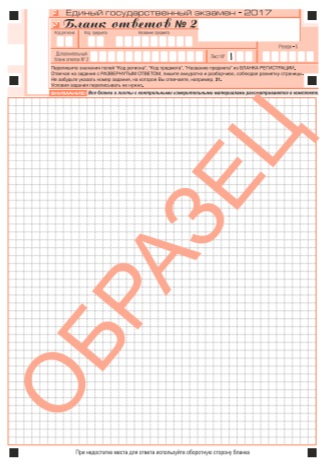 Единый государственный экзамен - 2017
Бланк ответов № 2
Код региона Код предмета Название предмета
Резерв - 5
Дополнительный бланк ответов № 2
Лист № 1
Перепишите значения полей "Код региона", "Код предмета", "Название предмета" из БЛАНКА РЕГИСТРАЦИИ.
Отвечая на задания с РАЗВЕРНУТЫМ ОТВЕТОМ, пишите аккуратно и разборчиво, соблюдая разметку страницы.
Не забудьте указать номер задания, на которое Вы отвечаете, например, 31.
Условия задания переписывать не нужно.
ВНИМАНИЕ! Все бланки и листы с контрольными измерительными материалами рассматриваются в комплекте.
ОБРАЗЕЦ
При недостатке места для ответа используйте оборотную сторону бланка